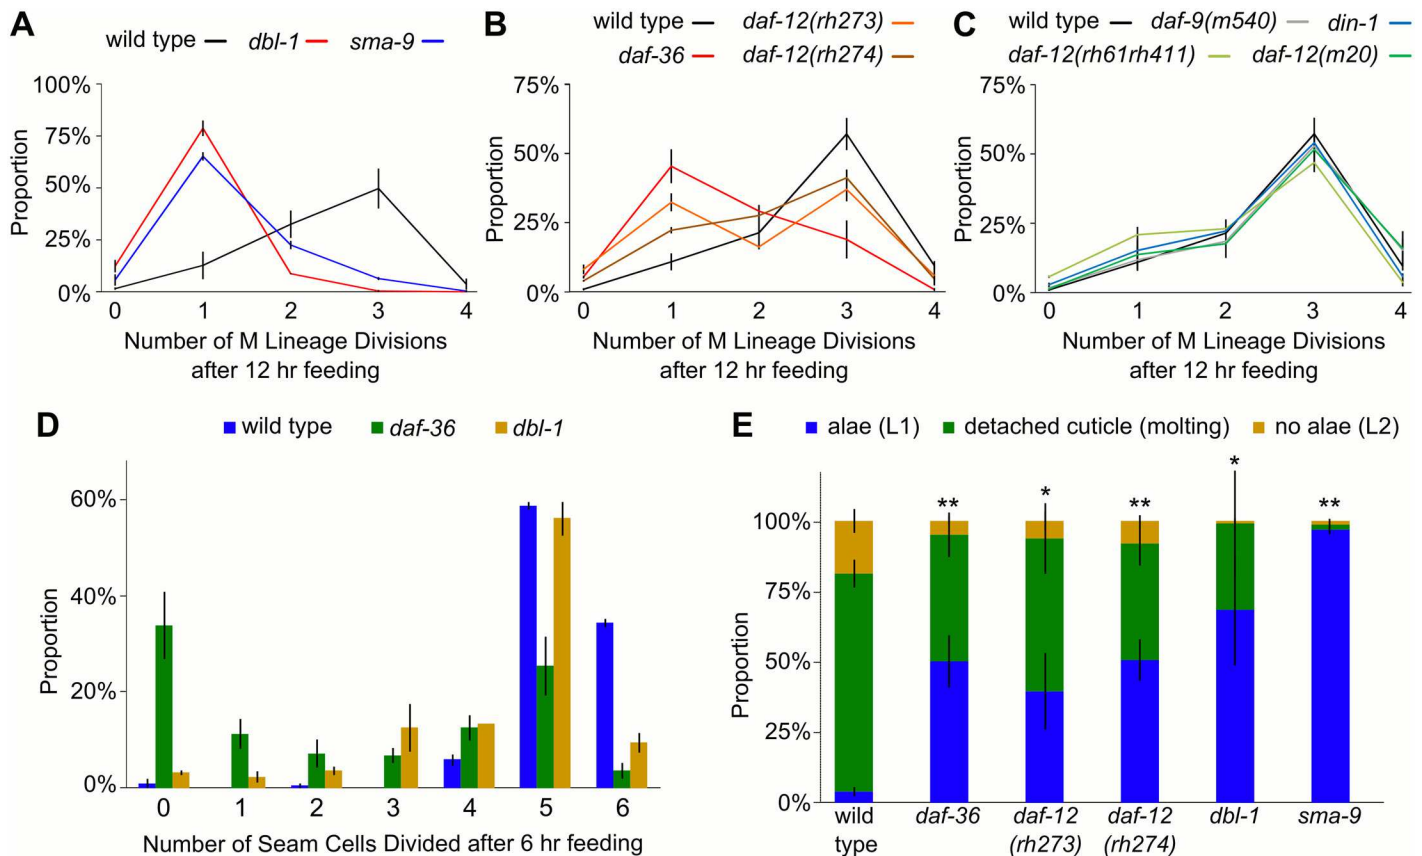 A
wild type dbl-1 sma-9
100%
75%
50%
25%
0%
Proportion
0 1 2 3 4
Number of M Lineage Divisions
after 12 hr feeding
B
wild type daf-12(rh273)
daf-36 daf-12(rh274)
75%
50%
25%
0%
Proportion
0 1 2 3 4
Number of M Lineage Divisions
after 12 hr feeding
C
wild type daf-9(m540) din-1
daf-12(rh61rh411) daf-12(m20)
75%
50%
25%
0%
Proportion
0 1 2 3 4
Number of M Lineage Divisions
after 12 hr feeding
D
wild type daf-36 dbl-1
60%
40%
20%
0%
Proportion
0 1 2 3 4 5 6
Number of Seam Cells Divided after 6 hr feeding
E
alae (L1) detached cuticle (molting) no alae (L2)
** * ** * **
100%
75%
50%
25%
0%
Proportion
wild daf-36 daf-12 daf-12 dbl-1 sma-9
type (rh273) (rh274)